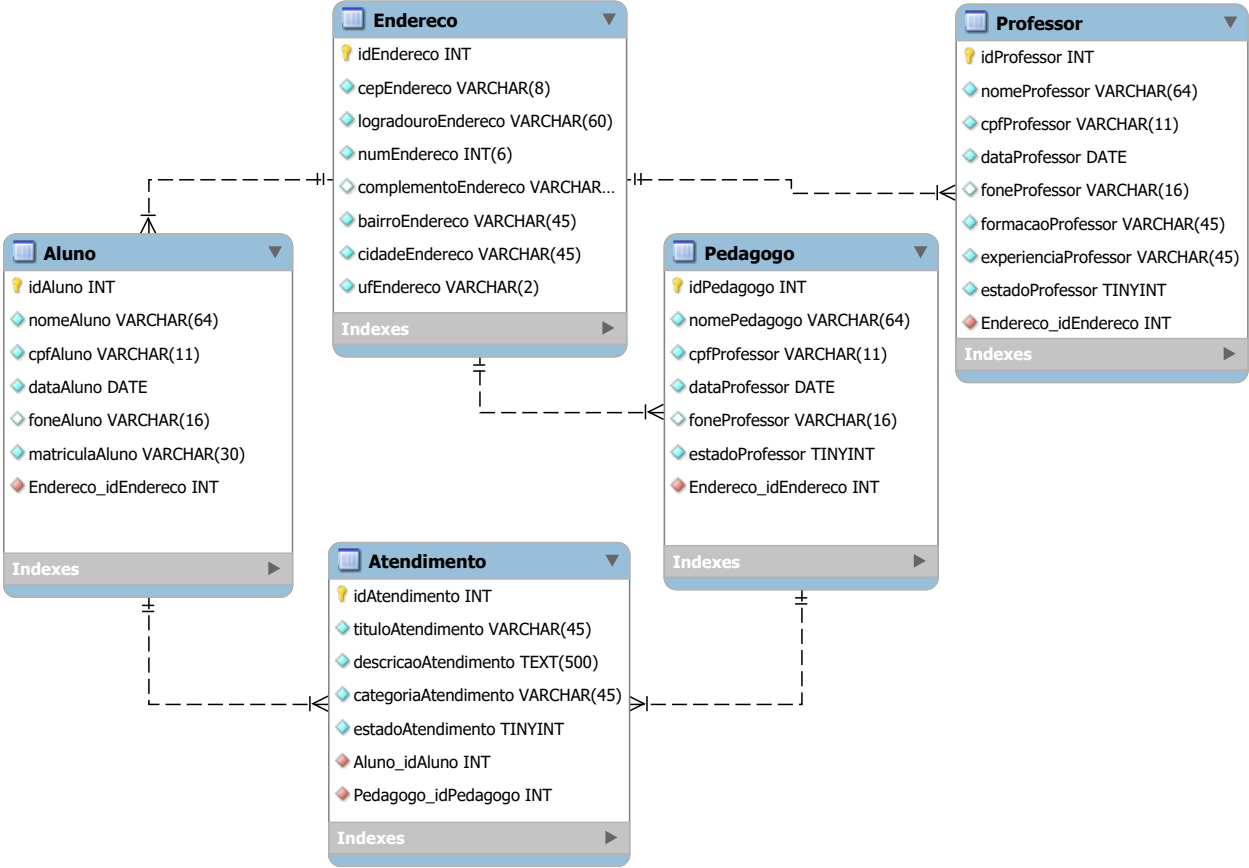 Endereco
idEndereco INT
cepEndereco VARCHAR(8)
logradouroEndereco VARCHAR(60)
numEndereco INT(6)
complementoEndereco VARCHAR...
bairroEndereco VARCHAR(45)
cidadeEndereco VARCHAR(45)
ufEndereco VARCHAR(2)
Indexes
Professor
idProfessor INT
nomeProfessor VARCHAR(64)
cpfProfessor VARCHAR(11)
dataProfessor DATE
foneProfessor VARCHAR(16)
formacaoProfessor VARCHAR(45)
experienciaProfessor VARCHAR(45)
estadoProfessor TINYINT
Endereco_idEndereco INT
Indexes
Aluno
idAluno INT
nomeAluno VARCHAR(64)
cpfAluno VARCHAR(11)
dataAluno DATE
foneAluno VARCHAR(16)
matriculaAluno VARCHAR(30)
Endereco_idEndereco INT
Indexes
Pedagogo
idPedagogo INT
nomePedagogo VARCHAR(64)
cpfProfessor VARCHAR(11)
dataProfessor DATE
foneProfessor VARCHAR(16)
estadoProfessor TINYINT
Endereco_idEndereco INT
Indexes
Atendimento
idAtendimento INT
tituloAtendimento VARCHAR(45)
descricaoAtendimento TEXT(500)
categoriaAtendimento VARCHAR(45)
estadoAtendimento TINYINT
Aluno_idAluno INT
Pedagogo_idPedagogo INT
Indexes